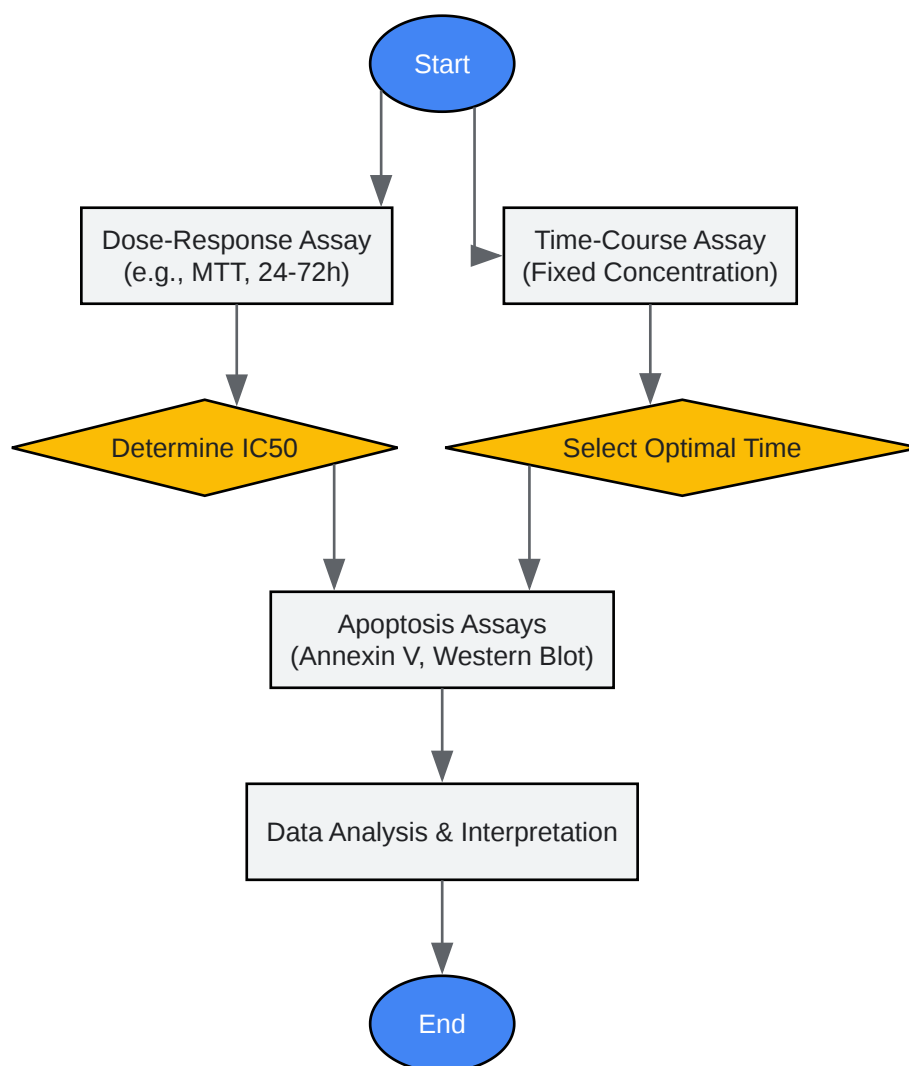 Start
Dose-Response Assay
(e.g., MTT, 24-72h)
Time-Course Assay
(Fixed Concentration)
Determine IC50
Select Optimal Time
Apoptosis Assays
(Annexin V, Western Blot)
Data Analysis & Interpretation
End